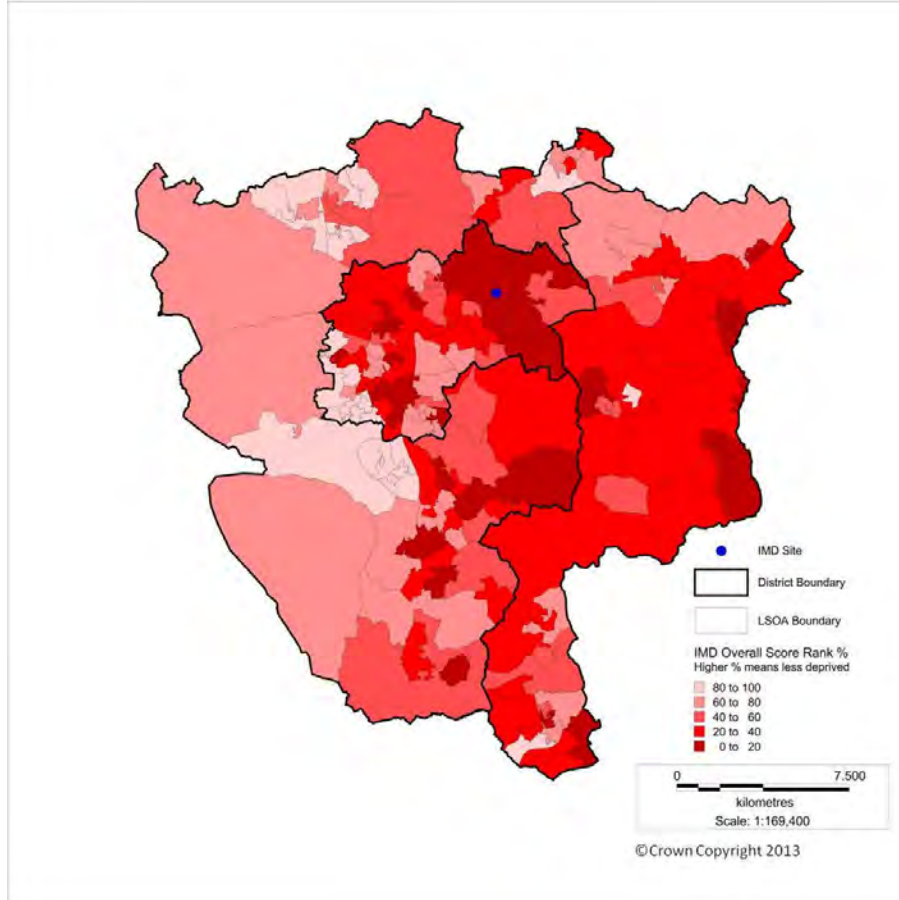 IMD Site
District Boundary
LSOA Boundary
IMD Overall Score Rank %
Higher % means less deprived
80 to 100
60 to 80
40 to 60
20 to 40
0 to 20
0 7.500
kilometres
Scale: 1:169,400
©Crown Copyright 2013